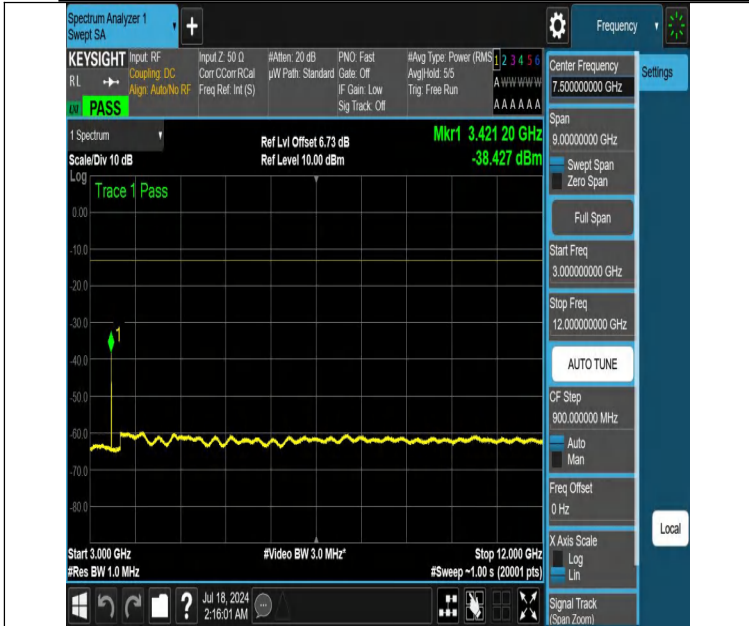 Spectrum Analyzer 1
Swept SA
+
Frequency
KEYSIGHT
RL
PASS
Input: RF
Coupling: DC
Align: Auto/No RF
Input Z: 50 Ω
Corr CCorr RCal
Freq Ref: Int (S)
#Atten: 20 dB
µW Path: Standard
PNO: Fast
Gate: Off
IF Gain: Low
Sig Track: Off
#Avg Type: Power (RMS
Avg|Hold: 5/5
Trig: Free Run
1 2 3 4 5 6
A W W W W W
A A A A A A
1 Spectrum
Scale/Div 10 dB
Ref Lvl Offset 6.73 dB
Ref Level 10.00 dBm
Mkr1 3.421 20 GHz
-38.427 dBm
Log
Trace 1 Pass
0.00
-10.0
-20.0
-30.0
1
-40.0
-50.0
-60.0
-70.0
-80.0
Start 3.000 GHz
#Res BW 1.0 MHz
#Video BW 3.0 MHz*
Stop 12.000 GHz
#Sweep ~1.00 s (20001 pts)
Center Frequency
7.500000000 GHz
Settings
Span
9.00000000 GHz
Swept Span
Zero Span
Full Span
Start Freq
3.000000000 GHz
Stop Freq
12.000000000 GHz
AUTO TUNE
CF Step
900.000000 MHz
Auto
Man
Freq Offset
0 Hz
X Axis Scale
Log
Lin
Signal Track
(Span Zoom)
Local
?
Jul 18, 2024
2:16:01 AM